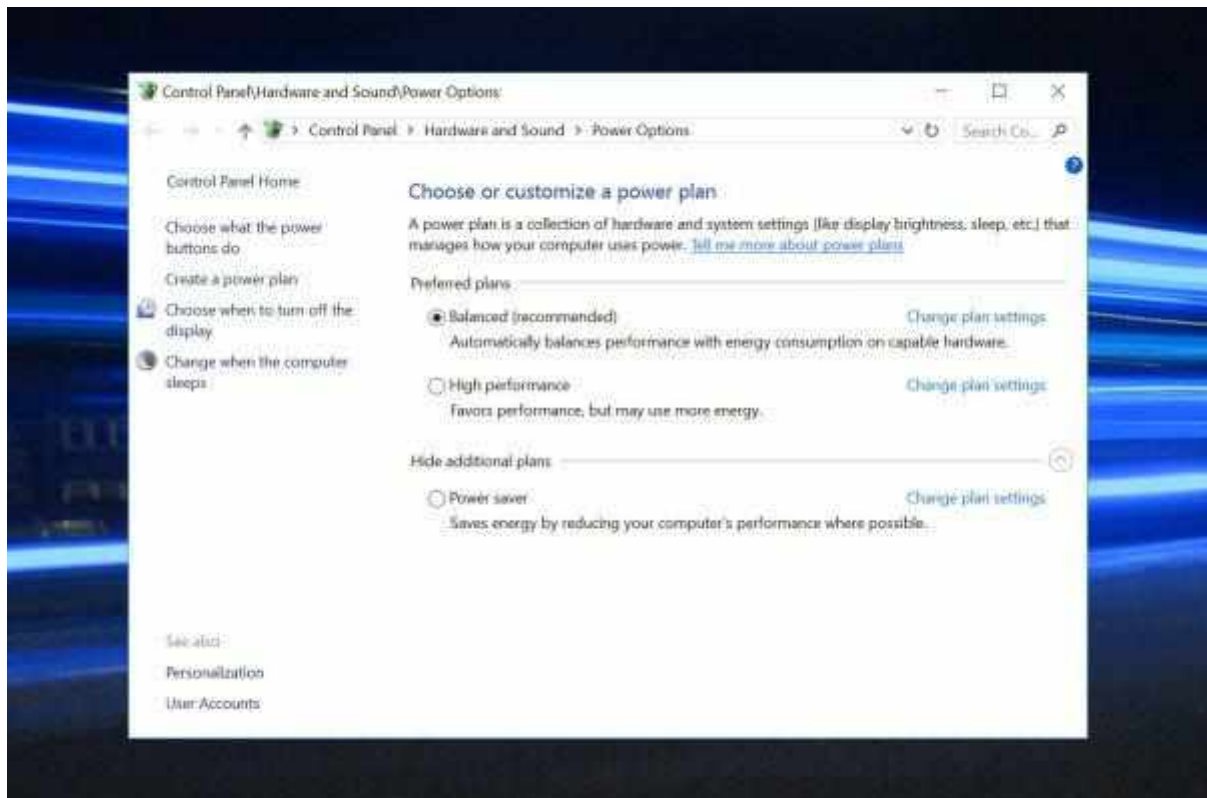 Control Panel\Hardware and Sound\Power Options
Control Panel > Hardware and Sound > Power Options
Search Co...
Control Panel Home
Choose what the power
buttons do
Create a power plan
Choose when to turn off the
display
Change when the computer
sleeps
See also
Personalization
User Accounts
Choose or customize a power plan
A power plan is a collection of hardware and system settings (like display brightness, sleep, etc.) that
manages how your computer uses power. Tell me more about power plans
Preferred plans
Balanced (recommended) Change plan settings
Automatically balances performance with energy consumption on capable hardware.
High performance Change plan settings
Favors performance, but may use more energy.
Hide additional plans
Power saver Change plan settings
Saves energy by reducing your computer's performance where possible.